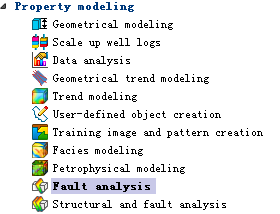 Property modeling
Geometrical modeling
Scale up well logs
Data analysis
Geometrical trend modeling
Trend modeling
User-defined object creation
Training image and pattern creation
Facies modeling
Petrophysical modeling
Fault analysis
Structural and fault analysis